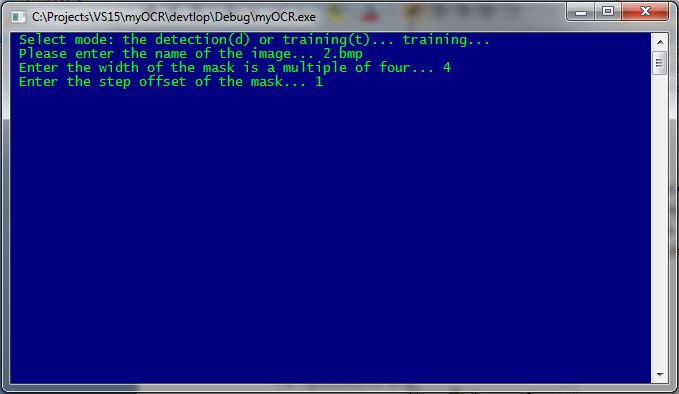 C:\Projects\VS15\myOCR\devtlop\Debug\myOCR.exe
Select mode: the detection(d) or training(t)... training...
Please enter the name of the image... 2.bmp
Enter the width of the mask is a multiple of four... 4
Enter the step offset of the mask... 1